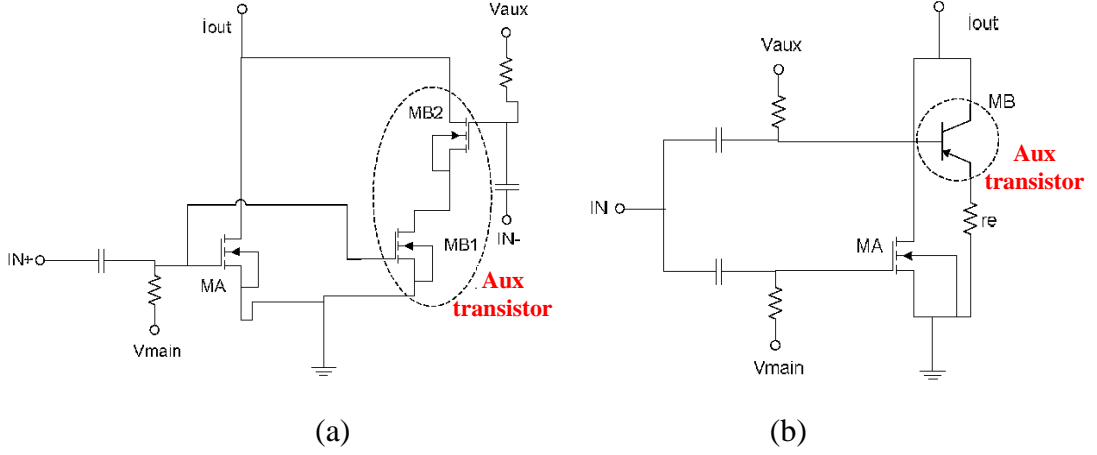 iout
Vaux
MB2
IN-
MB1
IN+
MA
Vmain
Aux
transistor
(a)
iout
Vaux
MB
Aux
transistor
IN
re
MA
Vmain
(b)